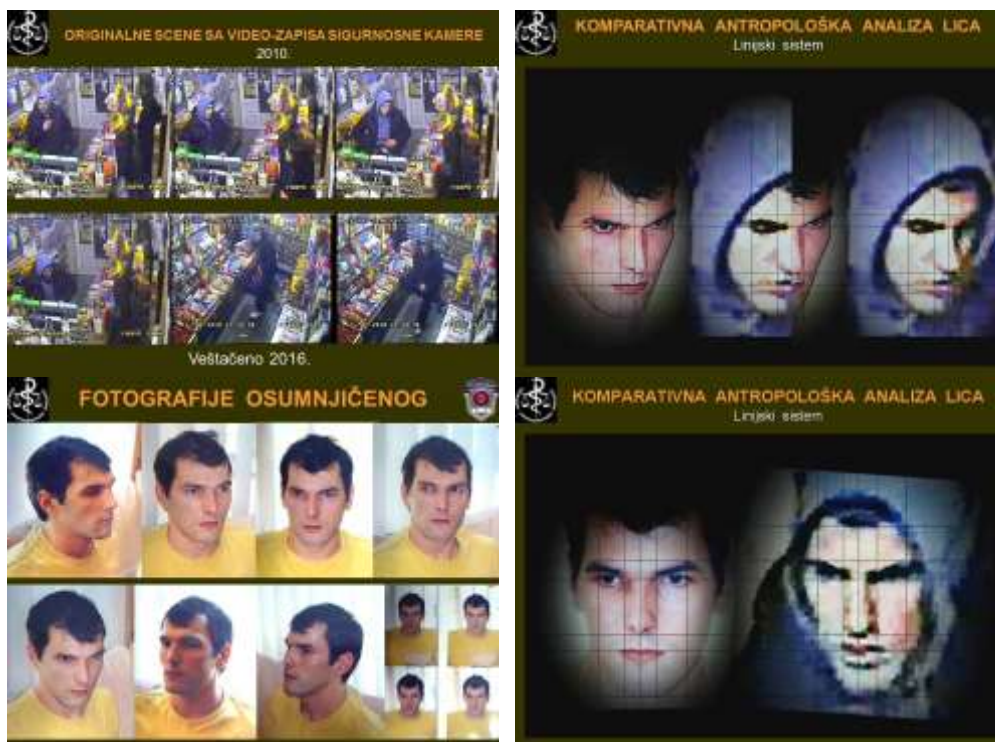 ORIGINALNE SCENE SA VIDEO-ZAPISA SIGURNOSNE KAMERE
2010.
Veštačeno 2016.
KOMPARATIVNA ANTROPOLOŠKA ANALIZA LICA
Linijski sistem
FOTOGRAFIJE OSUMNJIČENOG
KOMPARATIVNA ANTROPOLOŠKA ANALIZA LICA
Linijski sistem